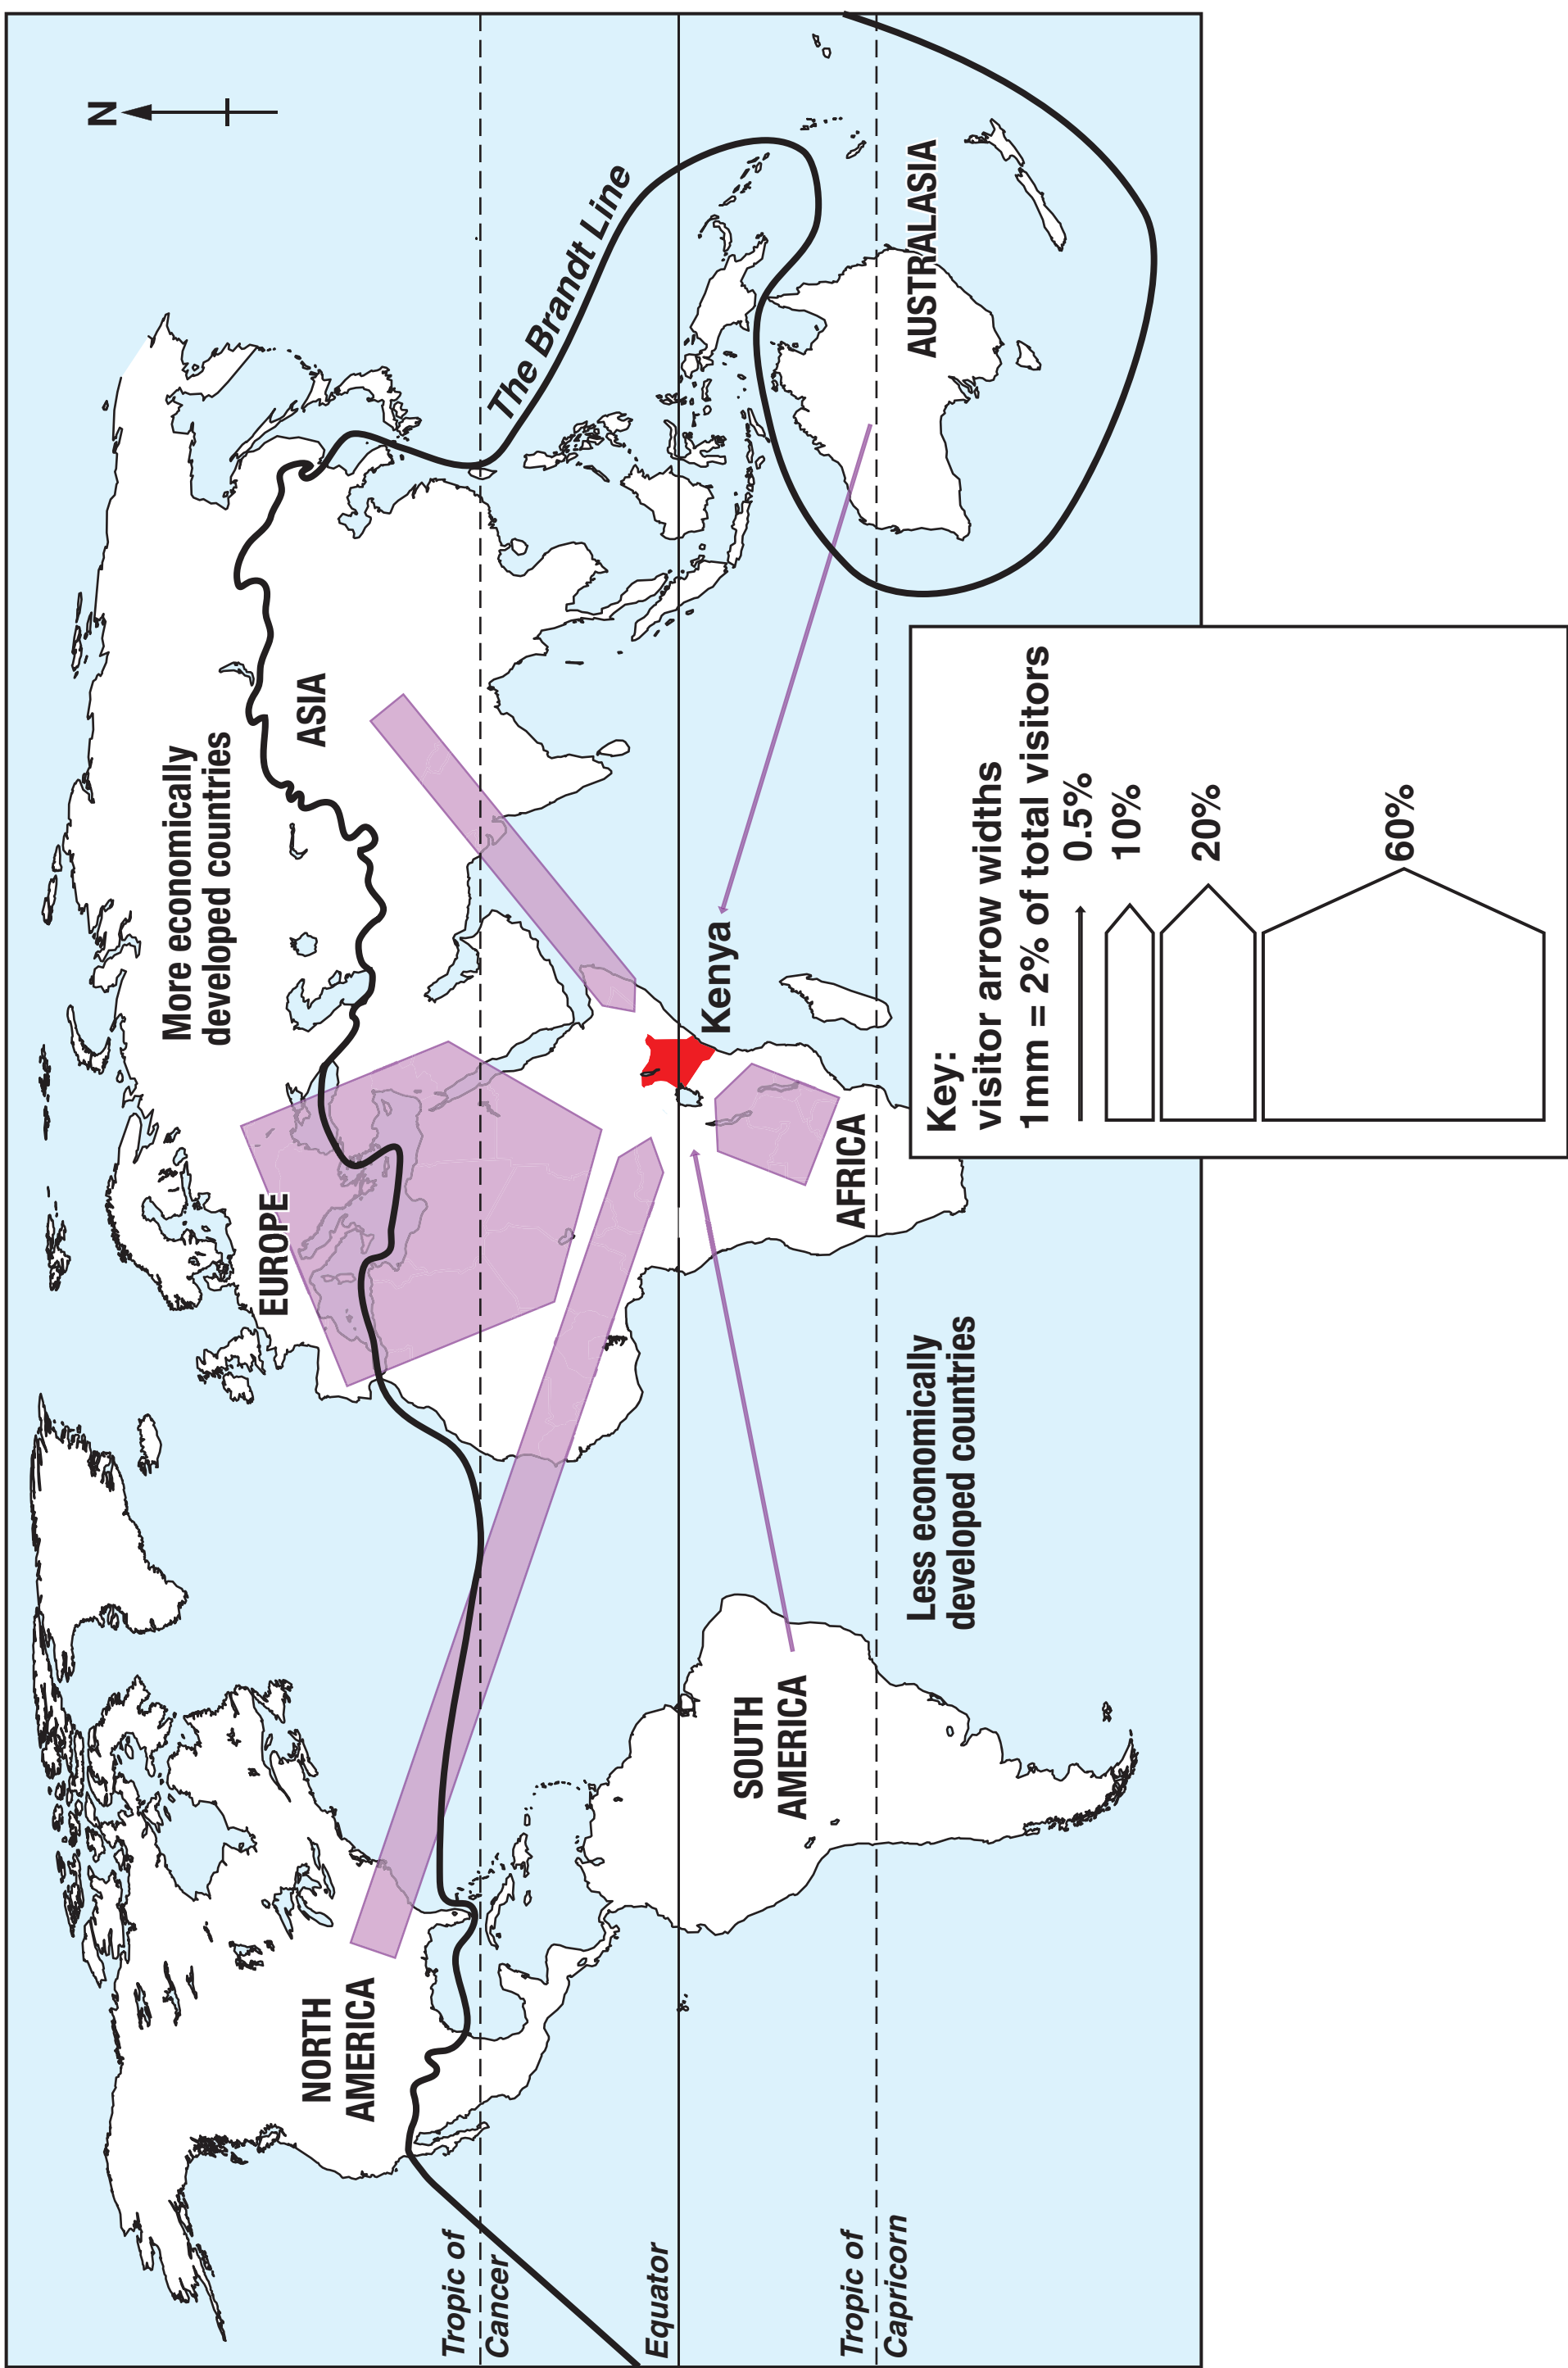 N
More economically
developed countries
EUROPE
ASIA
NORTH
AMERICA
The Brandt Line
Tropic of
Cancer
Equator
Kenya
SOUTH
AMERICA
AFRICA
Tropic of
Capricorn
Less economically
developed countries
AUSTRALASIA
Key:
visitor arrow widths
1mm = 2% of total visitors
0.5%
10%
20%
60%